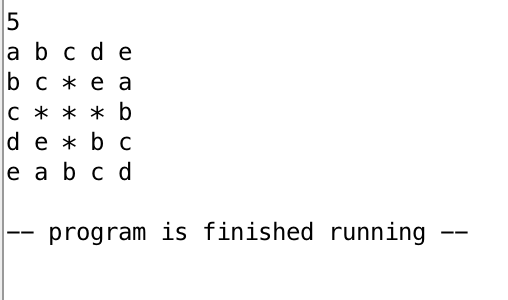 5
a b c d e
b c * e a
c * * * b
d e * b c
e a b c d
-- program is finished running --